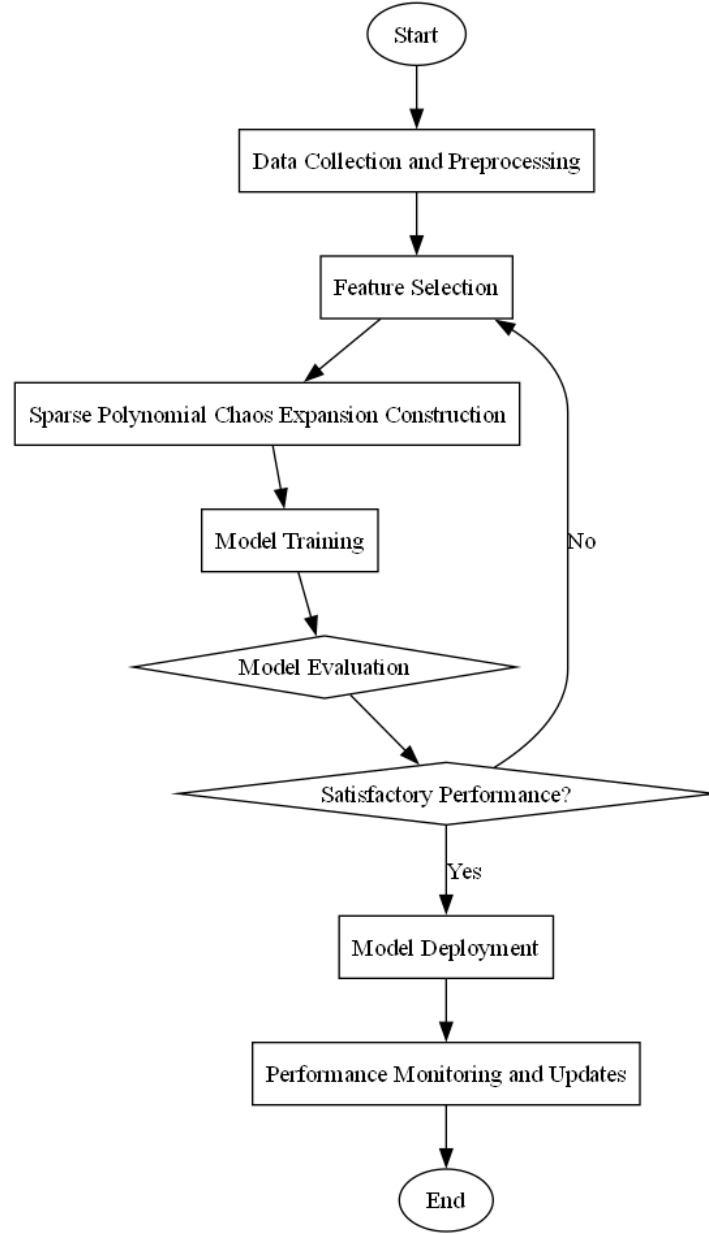 Start
Data Collection and Preprocessing
Feature Selection
Sparse Polynomial Chaos Expansion Construction
Model Training
No
Model Evaluation
Satisfactory Performance?
Yes
Model Deployment
Performance Monitoring and Updates
End